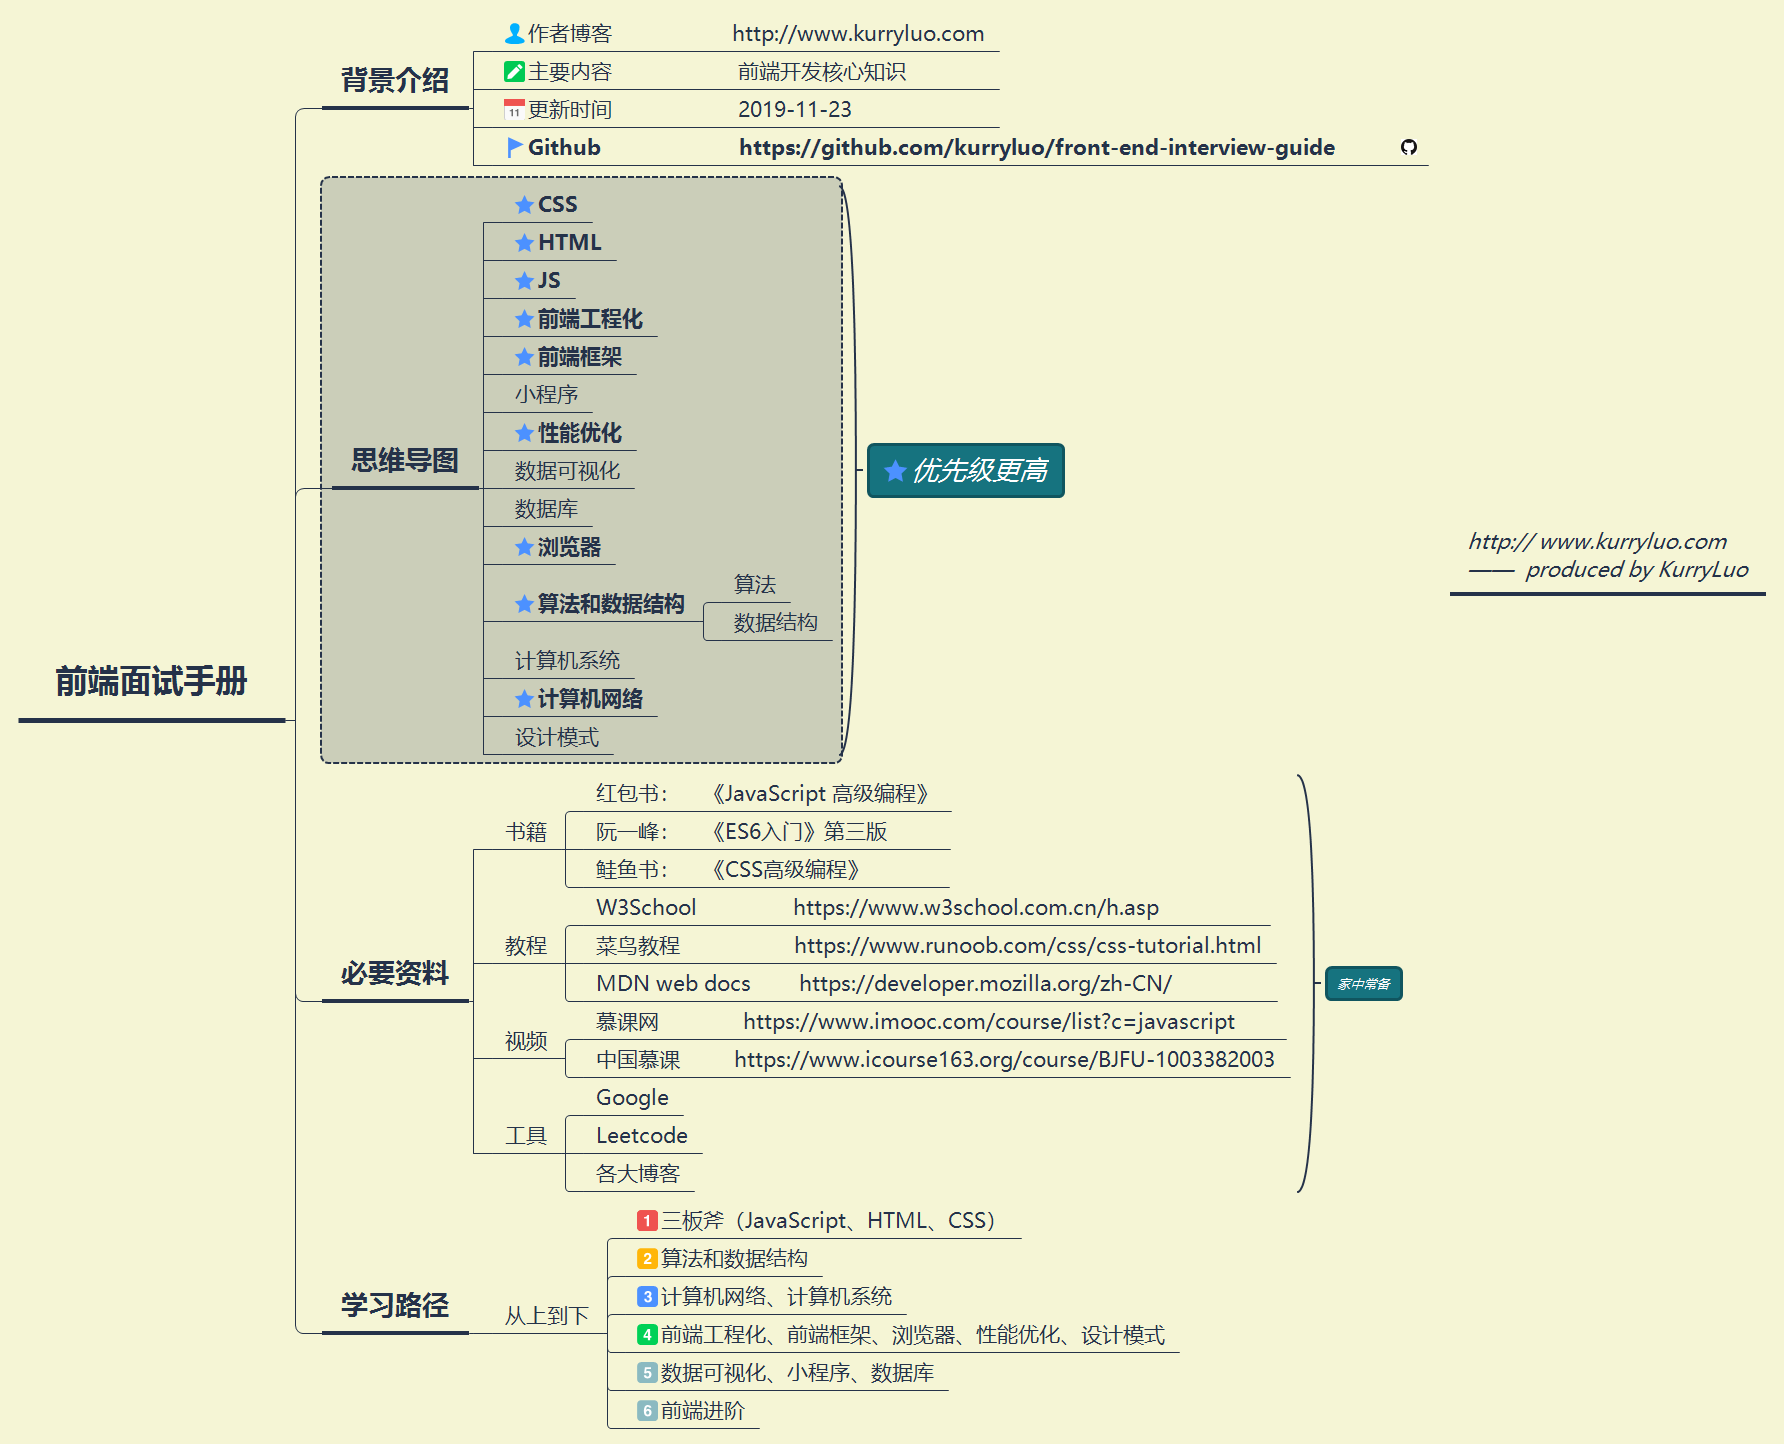 前端面试手册
背景介绍
作者博客 http://www.kurryluo.com
主要内容 前端开发核心知识
更新时间 2019-11-23
Github https://github.com/kurryluo/front-end-interview-guide
思维导图
CSS
HTML
JS
前端工程化
前端框架
小程序
性能优化
数据可视化
数据库
浏览器
算法和数据结构
算法
数据结构
计算机系统
计算机网络
设计模式
优先级更高
必要资料
书籍
红包书： 《JavaScript 高级编程》
阮一峰： 《ES6入门》第三版
鲑鱼书： 《CSS高级编程》
教程
W3School https://www.w3school.com.cn/h.asp
菜鸟教程 https://www.runoob.com/css/css-tutorial.html
MDN web docs https://developer.mozilla.org/zh-CN/
视频
慕课网 https://www.imooc.com/course/list?c=javascript
中国慕课 https://www.icourse163.org/course/BJFU-1003382003
工具
Google
Leetcode
各大博客
家中常备
学习路径
从上到下
1 三板斧（JavaScript、HTML、CSS）
2 算法和数据结构
3 计算机网络、计算机系统
4 前端工程化、前端框架、浏览器、性能优化、设计模式
5 数据可视化、小程序、数据库
6 前端进阶
http:// www.kurryluo.com
—— produced by KurryLuo